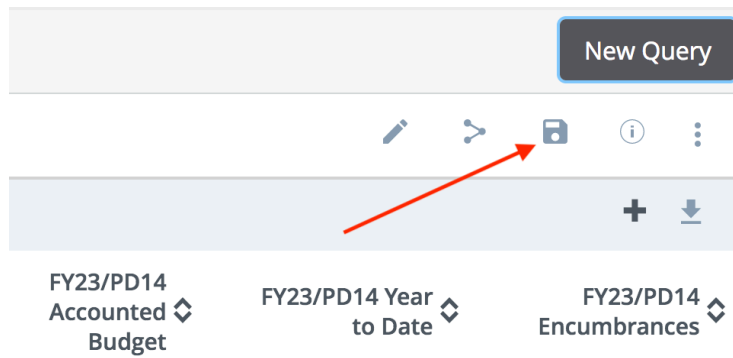 New Query
FY23/PD14
Accounted
Budget
FY23/PD14 Year
to Date
FY23/PD14
Encumbrances